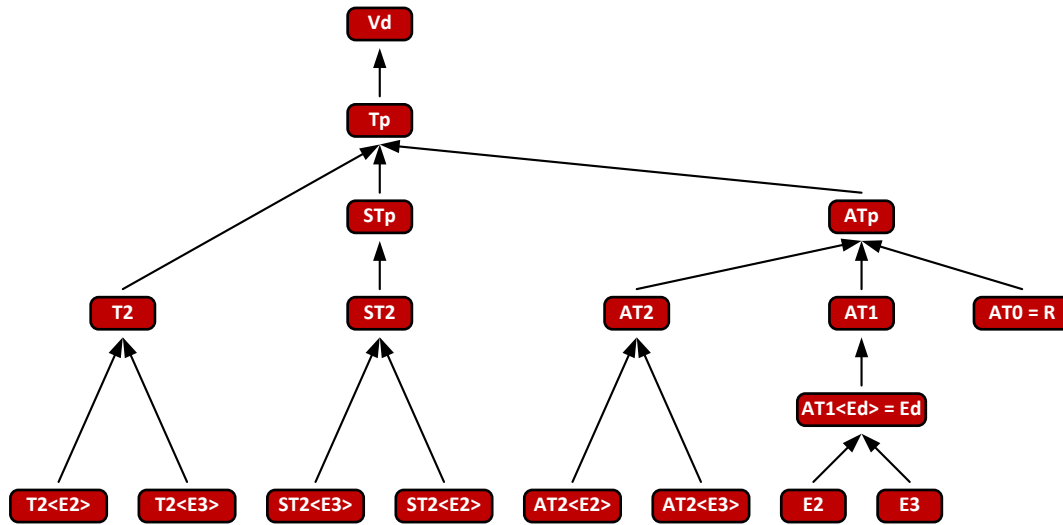 Vd
Tp
STp
ATp
T2
ST2
AT2
AT1
AT0 = R
AT1<Ed> = Ed
T2<E2>
T2<E3>
ST2<E3>
ST2<E2>
AT2<E2>
AT2<E3>
E2
E3